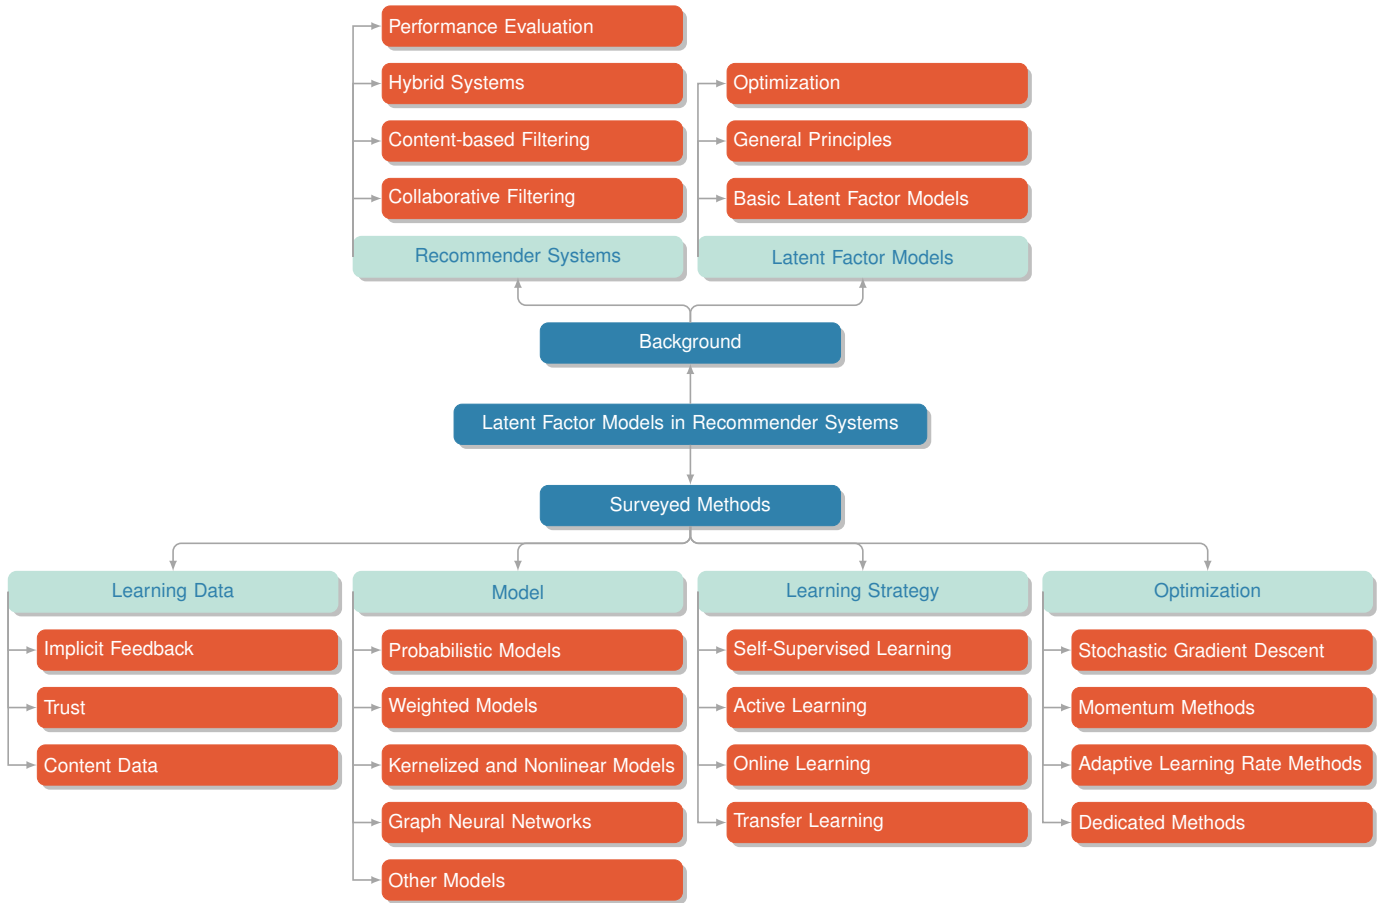 Performance Evaluation
Hybrid Systems
Content-based Filtering
Collaborative Filtering
Recommender Systems
Optimization
General Principles
Basic Latent Factor Models
Latent Factor Models
Background
Latent Factor Models in Recommender Systems
Surveyed Methods
Learning Data
Implicit Feedback
Trust
Content Data
Model
Probabilistic Models
Weighted Models
Kernelized and Nonlinear Models
Graph Neural Networks
Other Models
Learning Strategy
Self-Supervised Learning
Active Learning
Online Learning
Transfer Learning
Optimization
Stochastic Gradient Descent
Momentum Methods
Adaptive Learning Rate Methods
Dedicated Methods